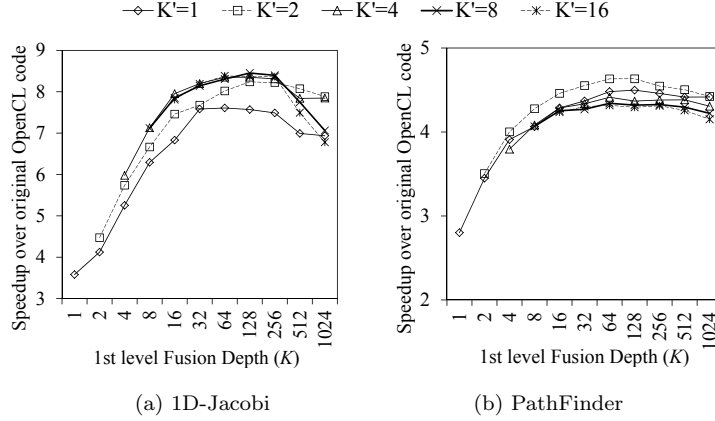 K'=1 K'=2 K'=4 K'=8 K'=16
Speedup over original OpenCL code
9
8
7
6
5
4
3
1 2 4 8 16 32 64 128 256 512 1024
1st level Fusion Depth (K)
(a) 1D-Jacobi
Speedup over original OpenCL code
5
4
3
2
1 2 4 8 16 32 64 128 256 512 1024
1st level Fusion Depth (K)
(b) PathFinder